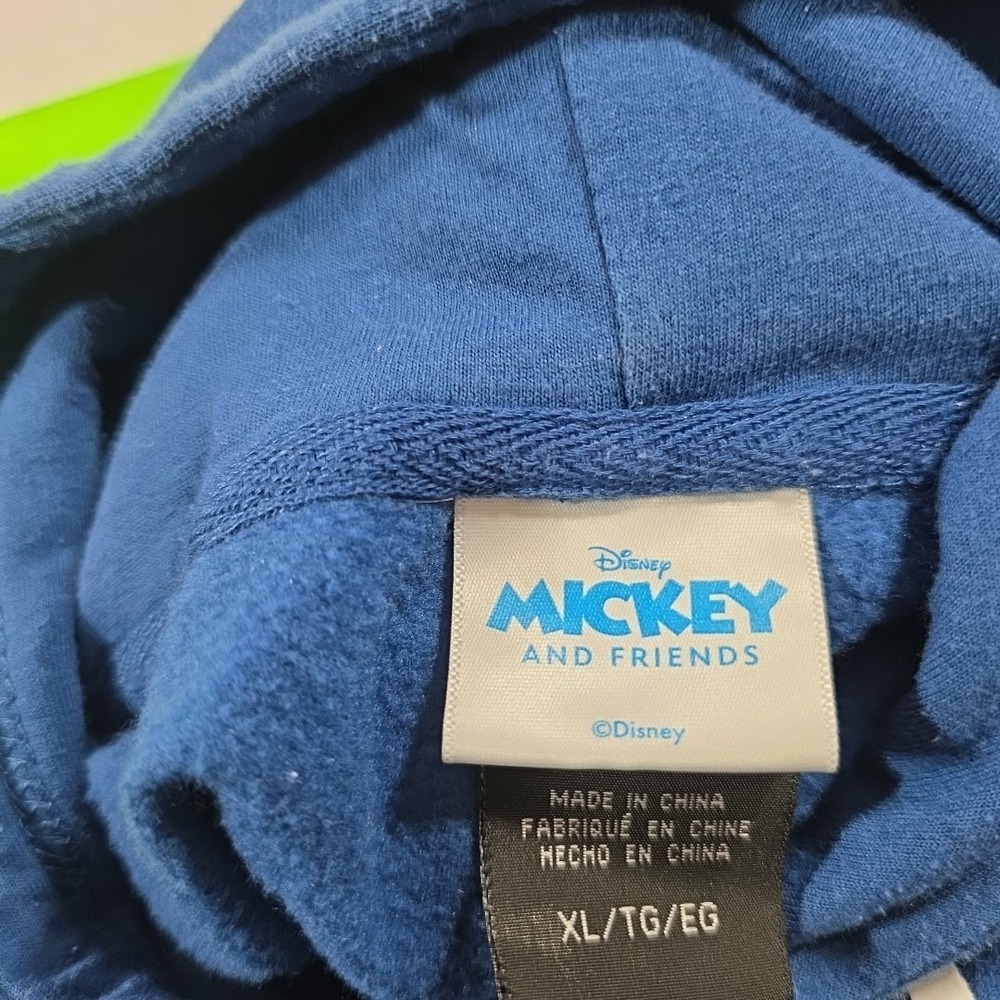 Disney
MICKEY
AND FRIENDS
©Disney
MADE IN CHINA
FABRIQUÉ EN CHINE
HECHO EN CHINA
XL/TG/EG